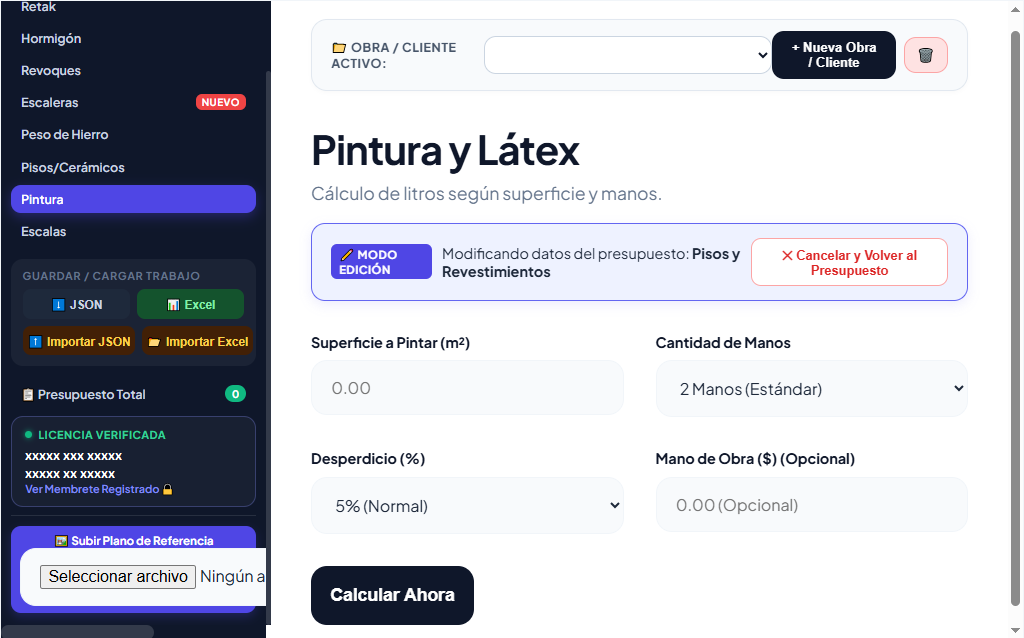 Retak
Hormigón
Revoques
Escaleras NUEVO
Peso de Hierro
Pisos/Cerámicos
Pintura
Escalas
GUARDAR / CARGAR TRABAJO
JSON
Excel
Importar JSON
Importar Excel
Presupuesto Total 0
LICENCIA VERIFICADA
xxxxx xxx xxxxx
xxxxx xx xxxxx
Ver Membrete Registrado
Subir Plano de Referencia
Seleccionar archivo Ningún a
OBRA / CLIENTE
ACTIVO:
+ Nueva Obra
/ Cliente
Pintura y Látex
Cálculo de litros según superficie y manos.
MODO
EDICIÓN
Modificando datos del presupuesto: Pisos y
Revestimientos
Cancelar y Volver al
Presupuesto
Superficie a Pintar (m²)
0.00
Cantidad de Manos
2 Manos (Estándar)
Desperdicio (%)
5% (Normal)
Mano de Obra ($) (Opcional)
0.00 (Opcional)
Calcular Ahora